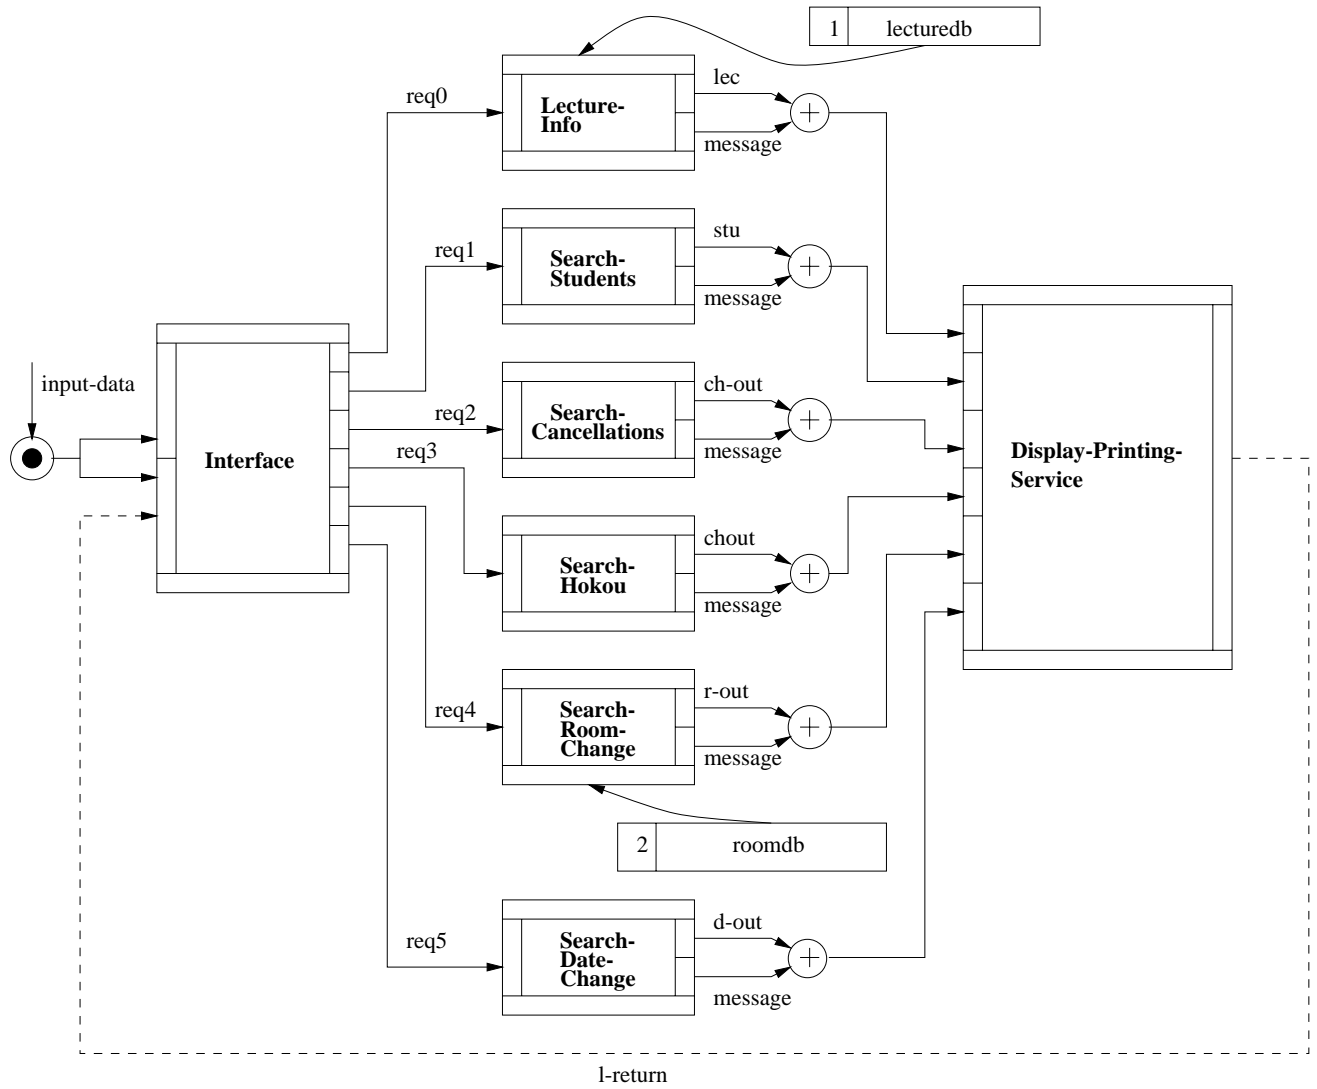 1 lecturedb
lec
req0
Lecture-
Info
message
stu
req1
Search-
Students
message
input-data
ch-out
req2
Search-
Cancellations
message
req3
Interface
Display-Printing-
Service
chout
Search-
Hokou
message
r-out
req4
Search-
Room-
Change
message
2 roomdb
d-out
req5
Search-
Date-
Change
message
l-return